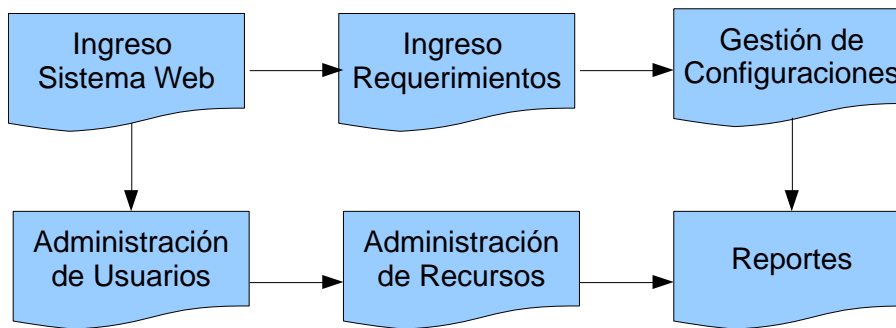 Ingreso
Sistema Web
Ingreso
Requerimientos
Gestión de
Configuraciones
Administración
de Usuarios
Administración
de Recursos
Reportes